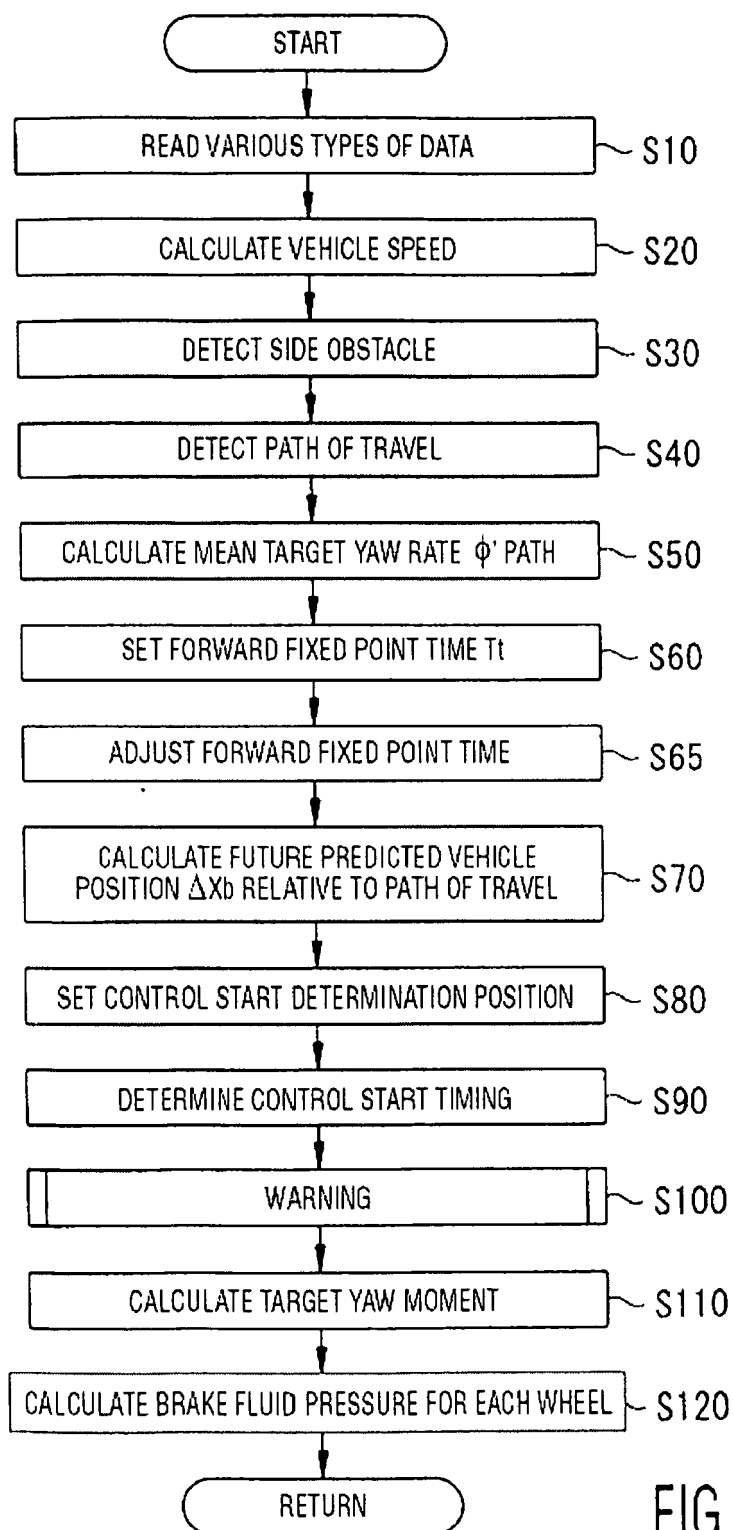 START
READ VARIOUS TYPES OF DATA S10
CALCULATE VEHICLE SPEED S20
DETECT SIDE OBSTACLE S30
DETECT PATH OF TRAVEL S40
CALCULATE MEAN TARGET YAW RATE ϕ' PATH S50
SET FORWARD FIXED POINT TIME Tt S60
ADJUST FORWARD FIXED POINT TIME S65
CALCULATE FUTURE PREDICTED VEHICLE
POSITION ΔXb RELATIVE TO PATH OF TRAVEL S70
SET CONTROL START DETERMINATION POSITION S80
DETERMINE CONTROL START TIMING S90
WARNING S100
CALCULATE TARGET YAW MOMENT S110
CALCULATE BRAKE FLUID PRESSURE FOR EACH WHEEL S120
RETURN
FIG